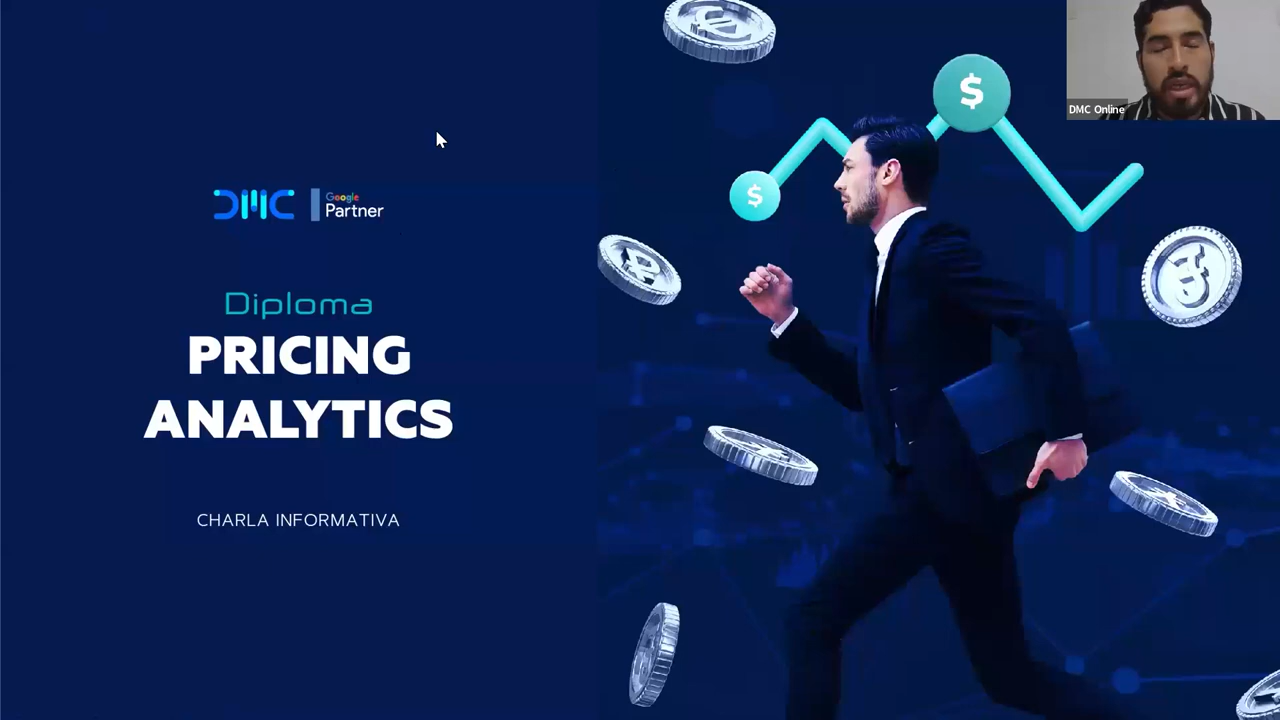 DMC Online
$
$
DMC
Google
Partner
Diploma
PRICING
ANALYTICS
CHARLA INFORMATIVA